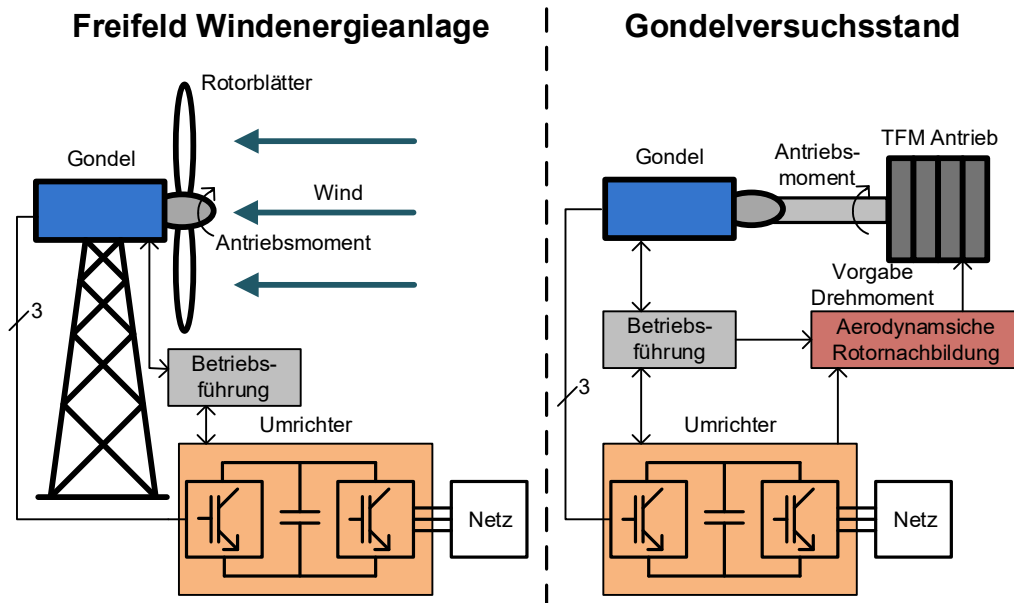 Freifeld Windenergieanlage
Rotorblätter
Gondel
Wind
Antriebsmoment
3
Betriebs-
führung
Umrichter
Netz
Gondelversuchsstand
TFM Antrieb
Gondel
Antriebs-
moment
Vorgabe
Drehmoment
Betriebs-
führung
Aerodynamsiche
Rotornachbildung
3
Umrichter
Netz